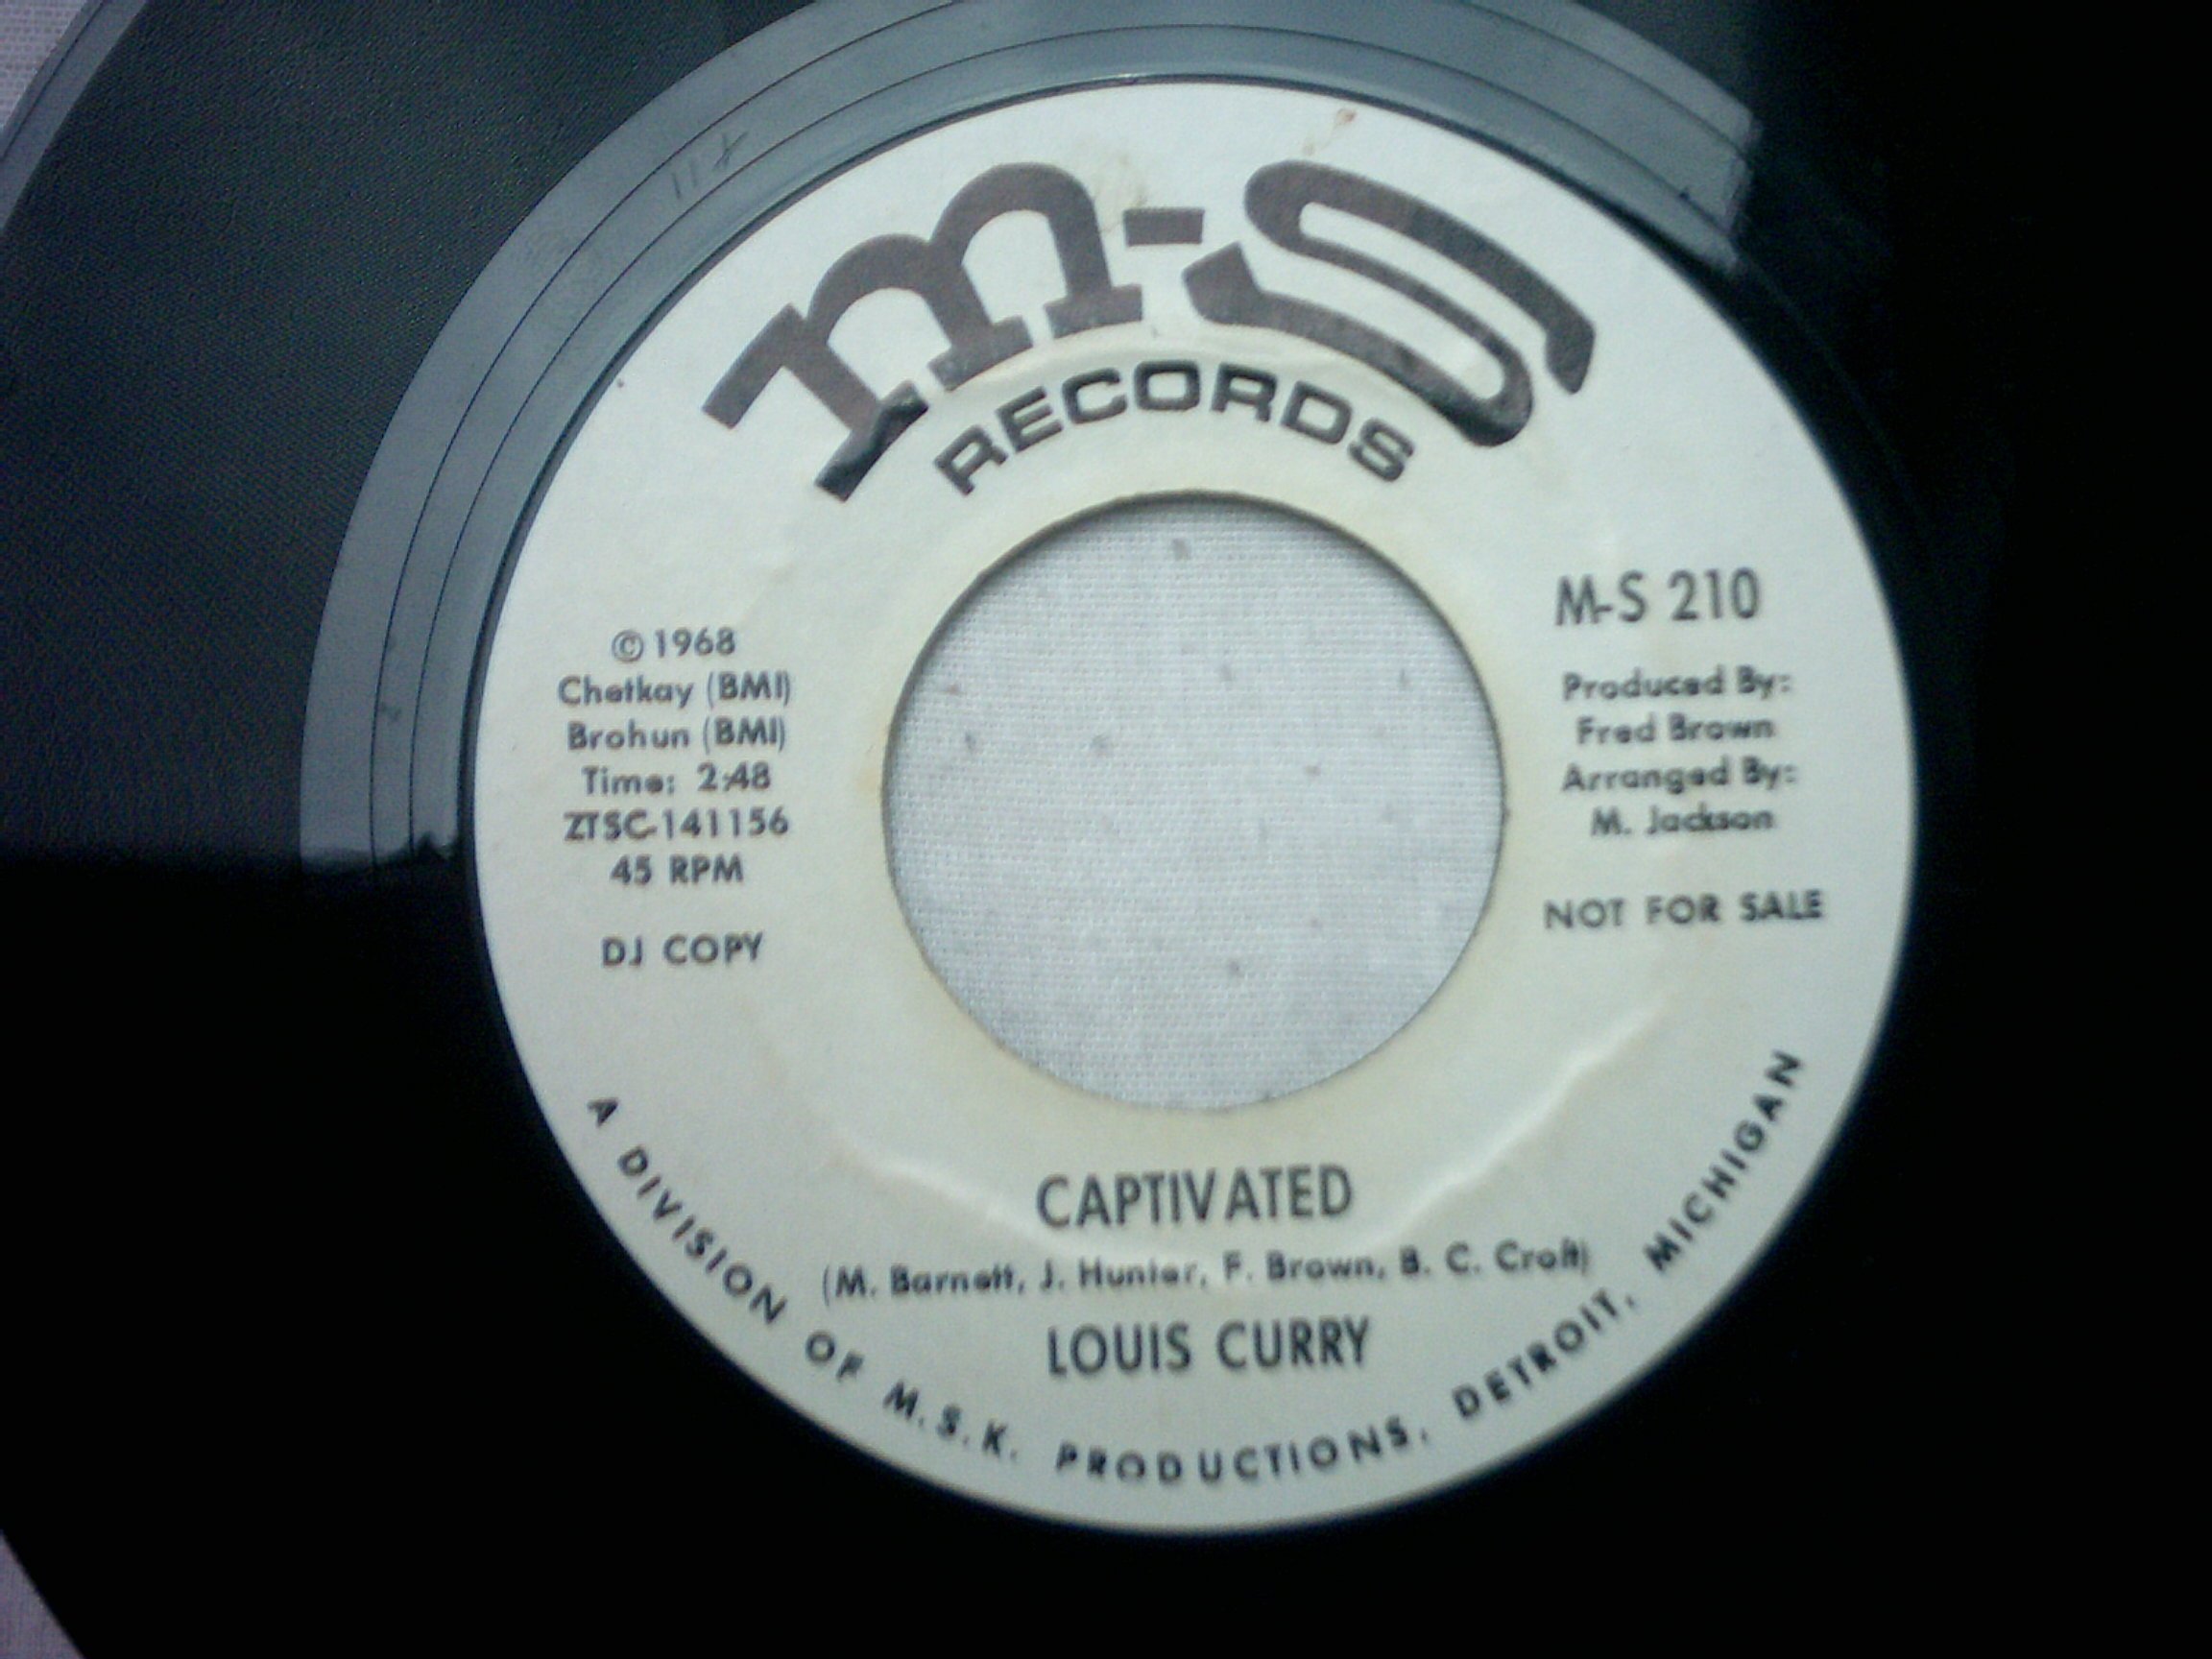 m-s
RECORDS
M-S 210
© 1968
Chetkay (BMI)
Brohun (BMI)
Time: 2:48
ZTSC-141156
45 RPM
DJ COPY
Produced By:
Fred Brown
Arranged By:
M. Jackson
NOT FOR SALE
CAPTIVATED
(M. Barnett, J. Hunter, F. Brown, B. C. Croft)
LOUIS CURRY
A DIVISION OF M.S.K. PRODUCTIONS, DETROIT, MICHIGAN